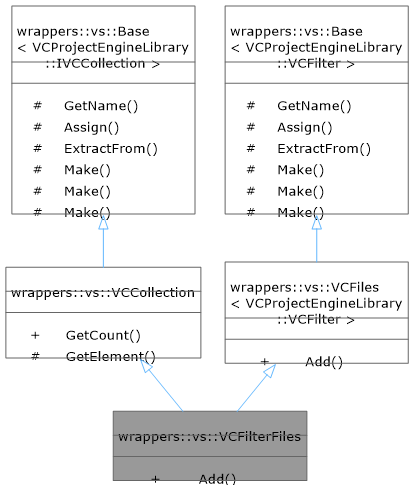 wrappers::vs::Base
< VCProjectEngineLibrary
::IVCCollection >
# GetName()
# Assign()
# ExtractFrom()
# Make()
# Make()
# Make()
wrappers::vs::Base
< VCProjectEngineLibrary
::VCFilter >
# GetName()
# Assign()
# ExtractFrom()
# Make()
# Make()
# Make()
wrappers::vs::VCCollection
+ GetCount()
# GetElement()
wrappers::vs::VCFiles
< VCProjectEngineLibrary
::VCFilter >
+ Add()
wrappers::vs::VCFilterFiles
+ Add()